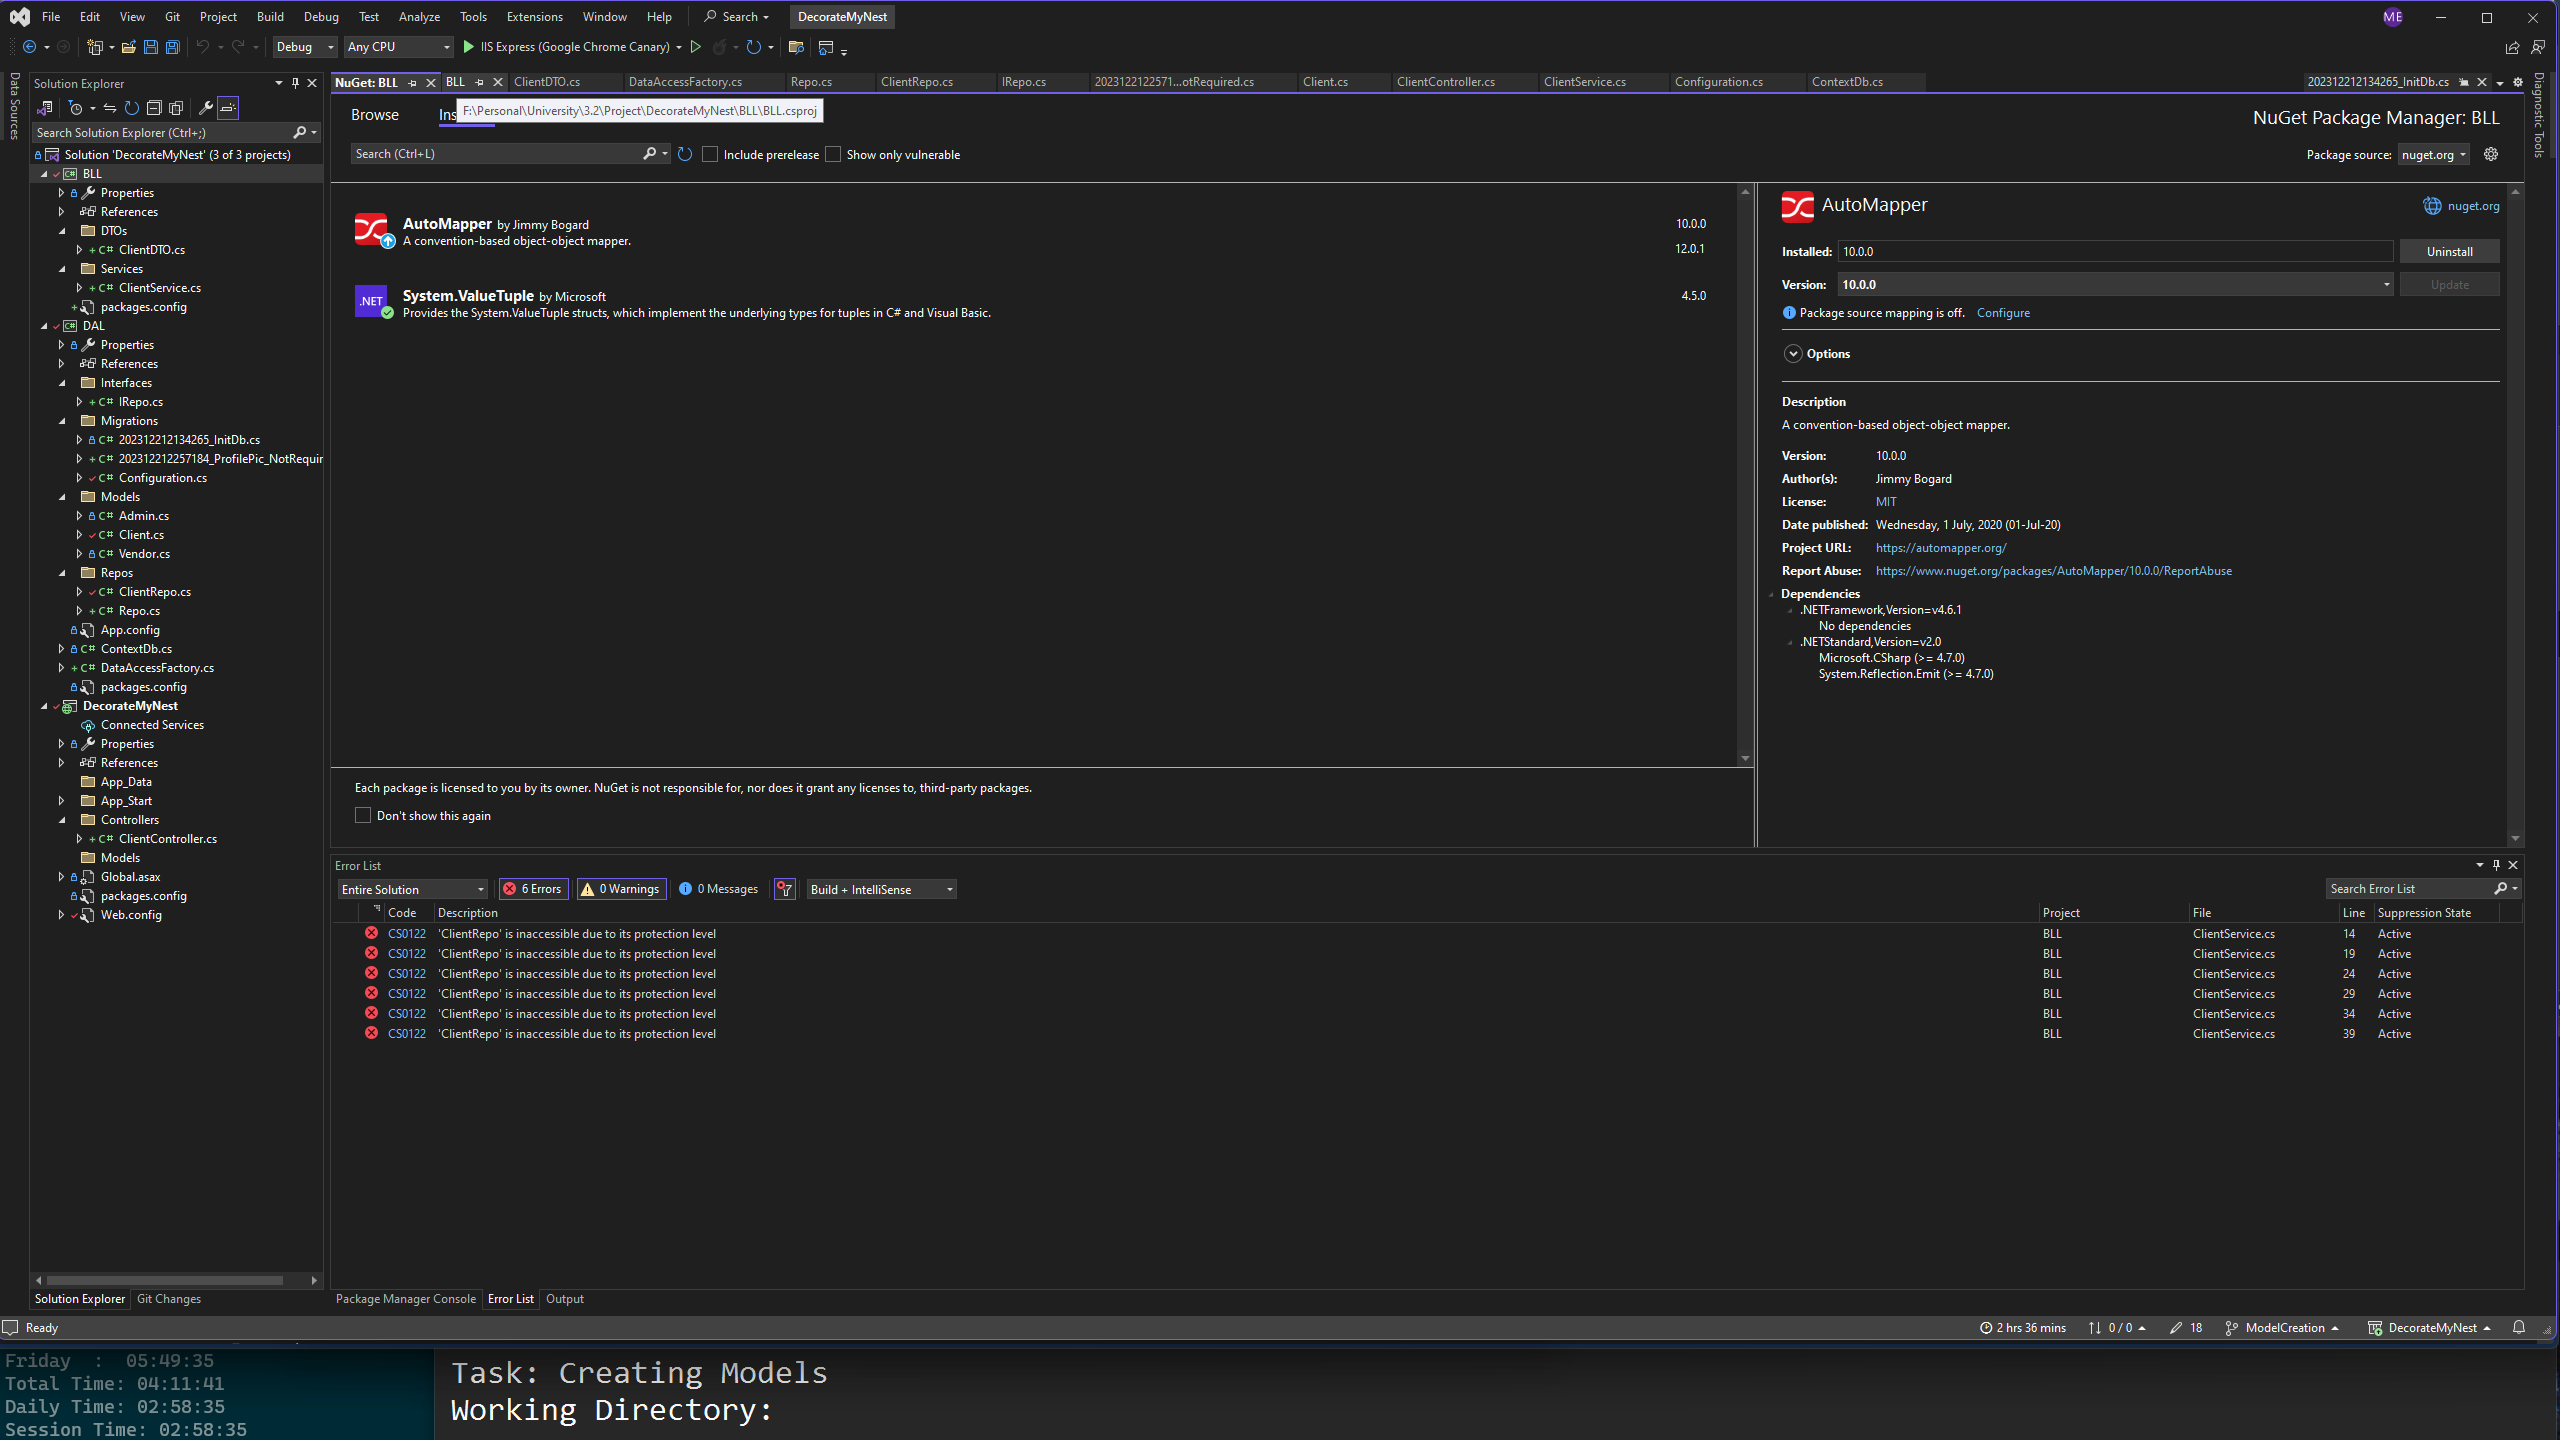 File Edit View Git Project Build Debug Test Analyze Tools Extensions Window Help Search DecorateMyNest ME
Debug Any CPU IIS Express (Google Chrome Canary)
Data Sources
Solution Explorer
Search Solution Explorer (Ctrl+;)
Solution 'DecorateMyNest' (3 of 3 projects)
BLL
Properties
References
DTOs
ClientDTO.cs
Services
ClientService.cs
packages.config
DAL
Properties
References
Interfaces
IRepo.cs
Migrations
202312212134265_InitDb.cs
202312212257184_ProfilePic_NotRequir
Configuration.cs
Models
Admin.cs
Client.cs
Vendor.cs
Repos
ClientRepo.cs
Repo.cs
App.config
ContextDb.cs
DataAccessFactory.cs
packages.config
DecorateMyNest
Connected Services
Properties
References
App_Data
App_Start
Controllers
ClientController.cs
Models
Global.asax
packages.config
Web.config
Solution Explorer Git Changes
NuGet: BLL BLL ClientDTO.cs DataAccessFactory.cs Repo.cs ClientRepo.cs IRepo.cs 2023122122571...otRequired.cs Client.cs ClientController.cs ClientService.cs Configuration.cs ContextDb.cs 202312212134265_InitDb.cs
Browse Ins F:\Personal\University\3.2\Project\DecorateMyNest\BLL\BLL.csproj
NuGet Package Manager: BLL
Search (Ctrl+L) Include prerelease Show only vulnerable
Package source: nuget.org
AutoMapper by Jimmy Bogard 10.0.0
A convention-based object-object mapper. 12.0.1
.NET System.ValueTuple by Microsoft 4.5.0
Provides the System.ValueTuple structs, which implement the underlying types for tuples in C# and Visual Basic.
Each package is licensed to you by its owner. NuGet is not responsible for, nor does it grant any licenses to, third-party packages.
Don't show this again
AutoMapper nuget.org
Installed: 10.0.0 Uninstall
Version: 10.0.0 Update
Package source mapping is off. Configure
Options
Description
A convention-based object-object mapper.
Version: 10.0.0
Author(s): Jimmy Bogard
License: MIT
Date published: Wednesday, 1 July, 2020 (01-Jul-20)
Project URL: https://automapper.org/
Report Abuse: https://www.nuget.org/packages/AutoMapper/10.0.0/ReportAbuse
Dependencies
.NETFramework,Version=v4.6.1
No dependencies
.NETStandard,Version=v2.0
Microsoft.CSharp (>= 4.7.0)
System.Reflection.Emit (>= 4.7.0)
Diagnostic Tools
Error List
Entire Solution 6 Errors 0 Warnings 0 Messages Build + IntelliSense Search Error List
Code Description Project File Line Suppression State
CS0122 'ClientRepo' is inaccessible due to its protection level BLL ClientService.cs 14 Active
CS0122 'ClientRepo' is inaccessible due to its protection level BLL ClientService.cs 19 Active
CS0122 'ClientRepo' is inaccessible due to its protection level BLL ClientService.cs 24 Active
CS0122 'ClientRepo' is inaccessible due to its protection level BLL ClientService.cs 29 Active
CS0122 'ClientRepo' is inaccessible due to its protection level BLL ClientService.cs 34 Active
CS0122 'ClientRepo' is inaccessible due to its protection level BLL ClientService.cs 39 Active
Package Manager Console Error List Output
Ready 2 hrs 36 mins 0 / 0 18 ModelCreation DecorateMyNest
Friday : 05:49:35
Total Time: 04:11:41
Daily Time: 02:58:35
Session Time: 02:58:35
Task: Creating Models
Working Directory: